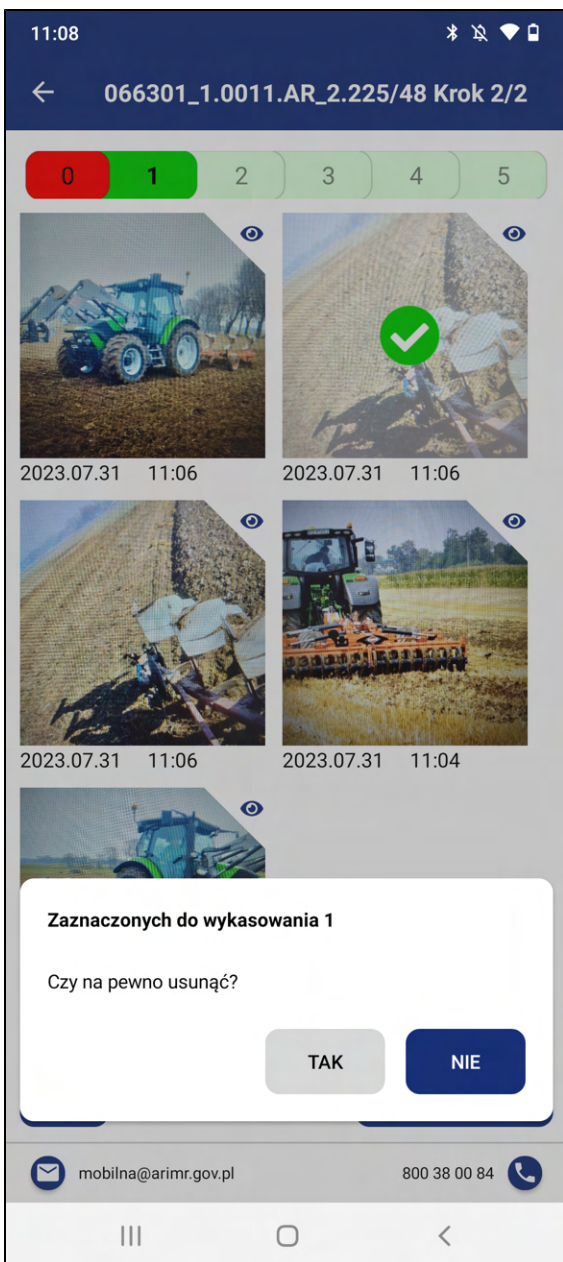 11:08
066301_1.0011.AR_2.225/48 Krok 2/2
0 1 2 3 4 5
2023.07.31 11:06 2023.07.31 11:06
2023.07.31 11:06 2023.07.31 11:04
Zaznaczonych do wykasowania 1
Czy na pewno usunąć?
TAK NIE
mobilna@arimr.gov.pl 800 38 00 84